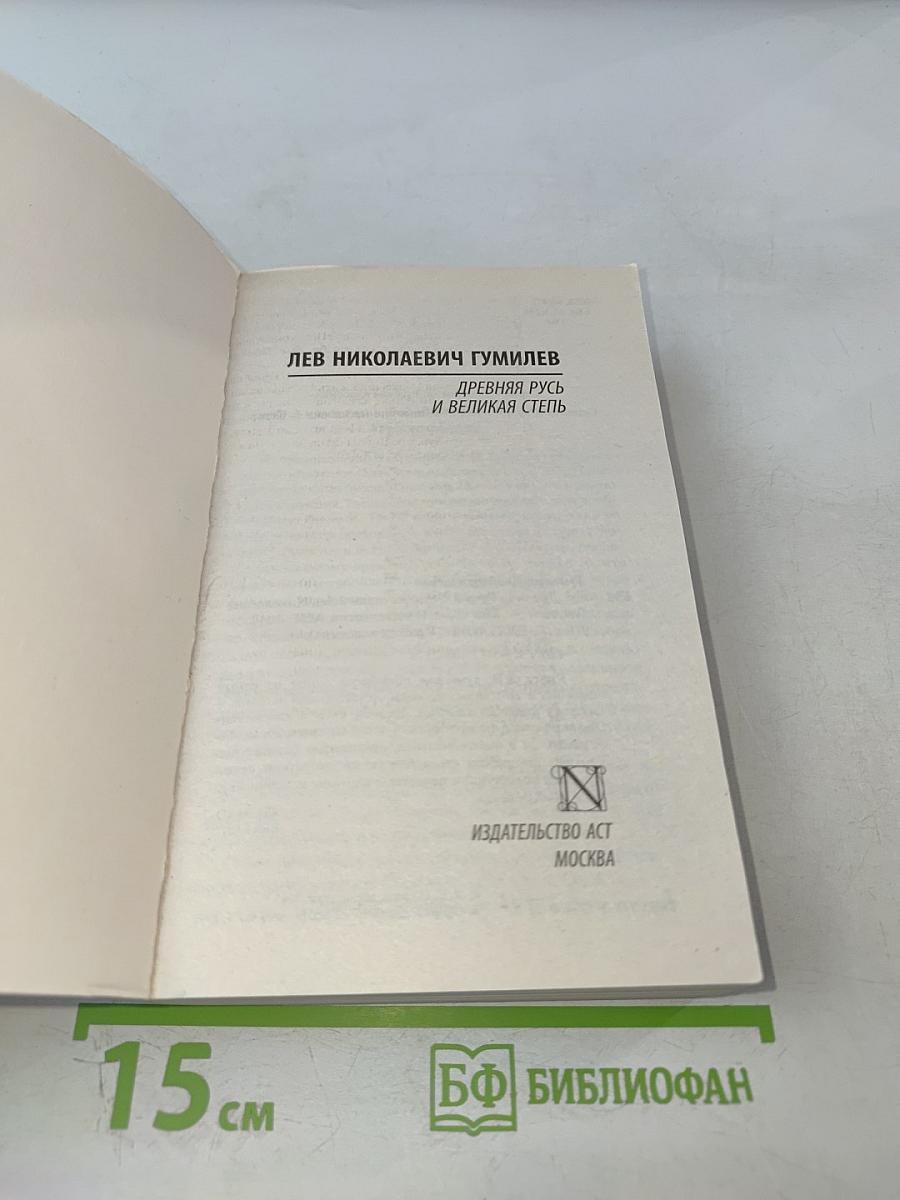 ЛЕВ НИКОЛАЕВИЧ ГУМИЛЕВ
ДРЕВНЯЯ РУСЬ
И ВЕЛИКАЯ СТЕПЬ
N
ИЗДАТЕЛЬСТВО АСТ
МОСКВА
15 см
БФ БИБЛИОФАН